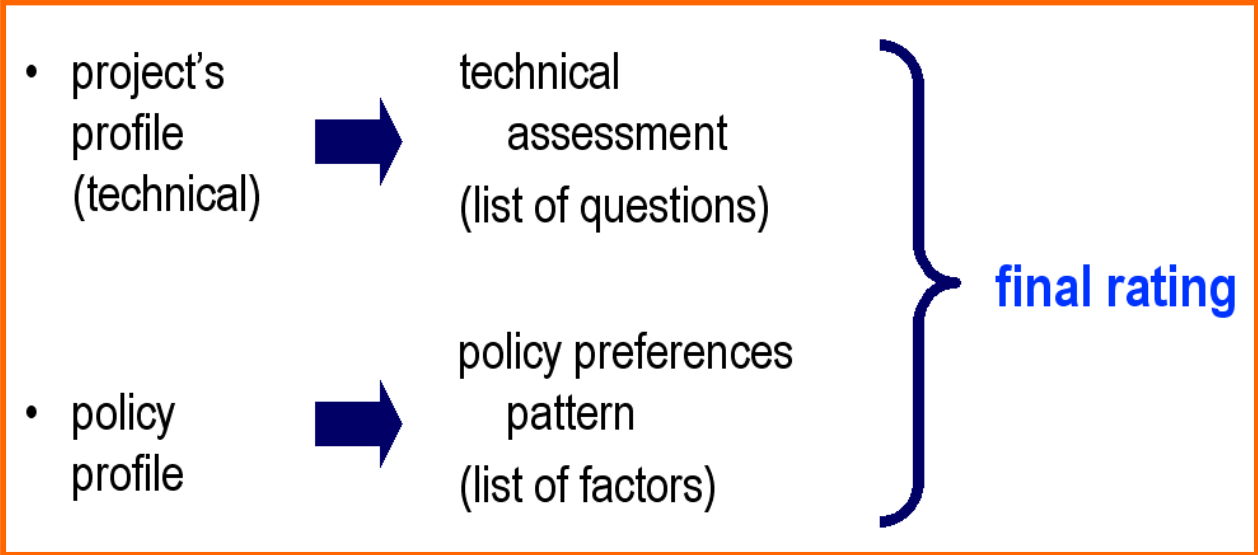 • project’s
profile
(technical)
technical
assessment
(list of questions)
• policy
profile
policy preferences
pattern
(list of factors)
final rating